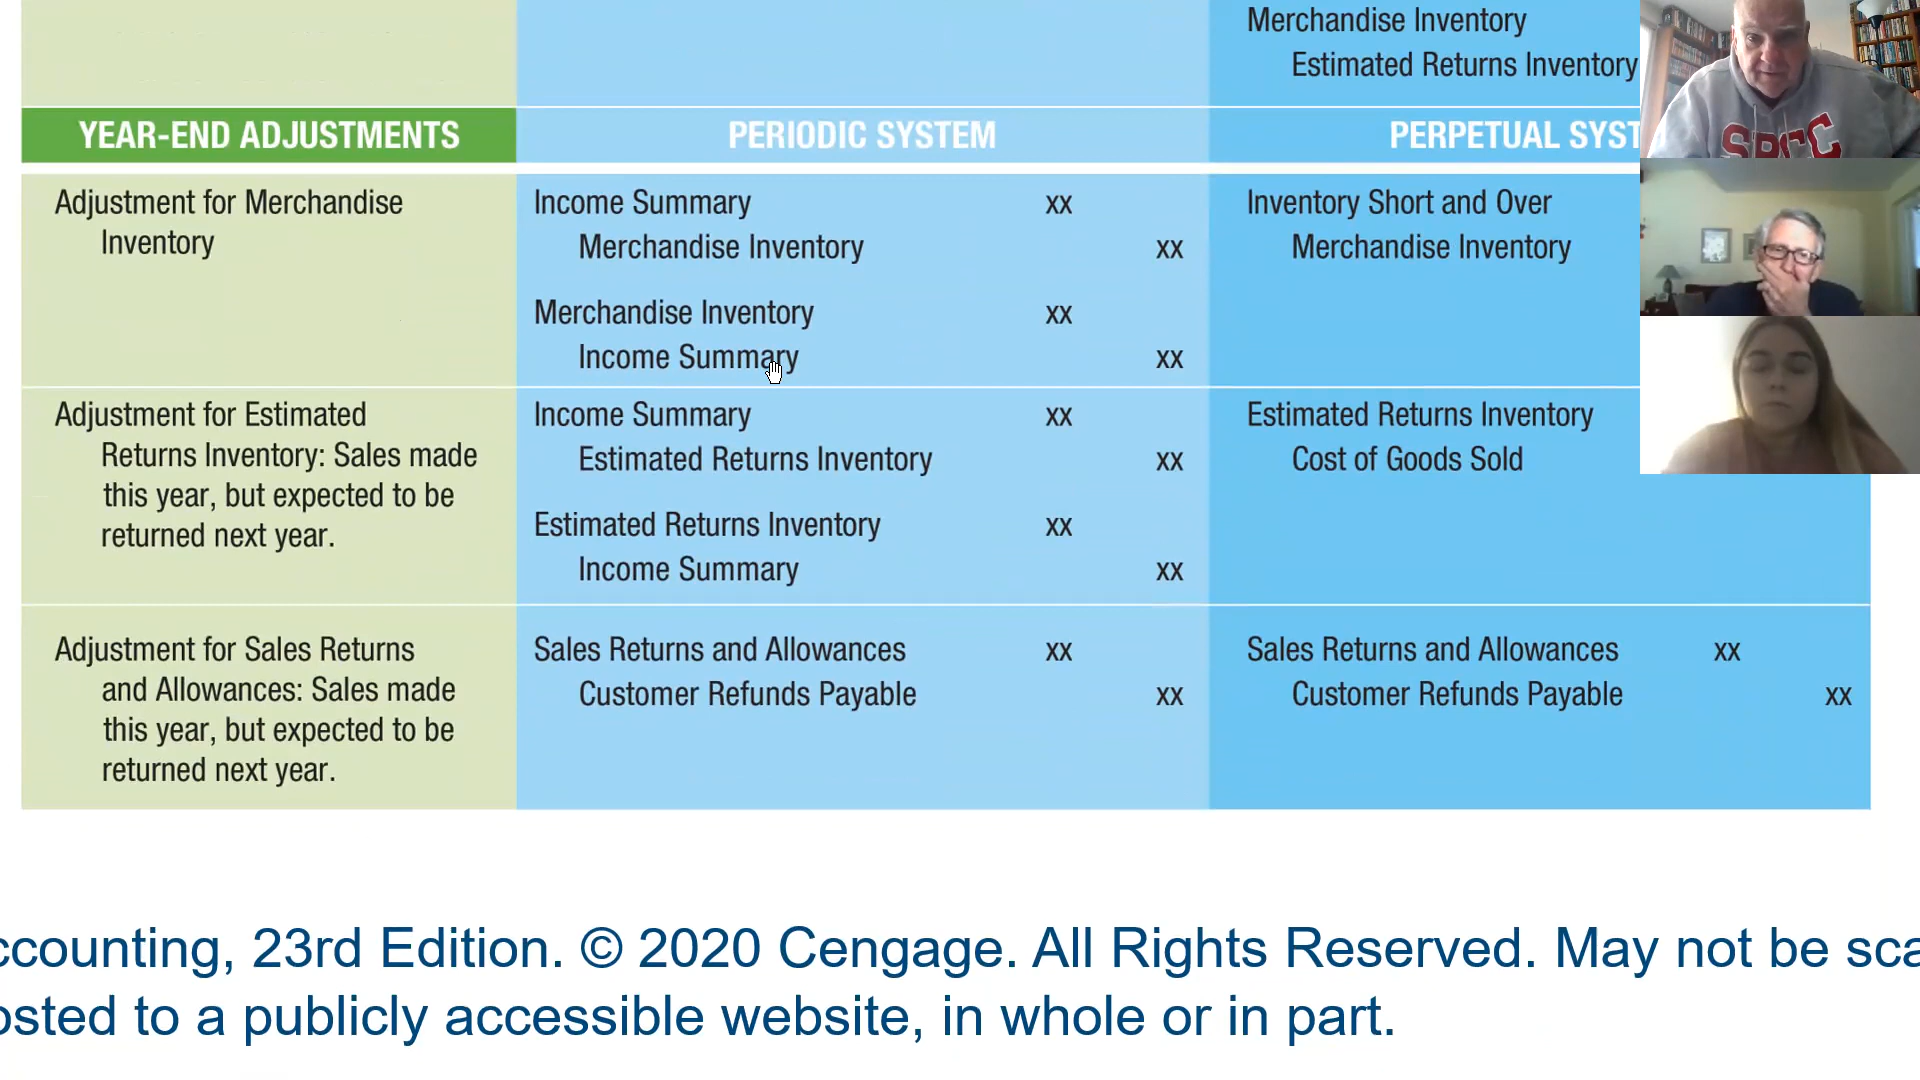 Merchandise Inventory
Estimated Returns Inventory
YEAR-END ADJUSTMENTS PERIODIC SYSTEM PERPETUAL SYST
Adjustment for Merchandise
Inventory
Income Summary xx
Merchandise Inventory xx
Merchandise Inventory xx
Income Summary xx
Inventory Short and Over
Merchandise Inventory
Adjustment for Estimated
Returns Inventory: Sales made
this year, but expected to be
returned next year.
Income Summary xx
Estimated Returns Inventory xx
Estimated Returns Inventory xx
Income Summary xx
Estimated Returns Inventory
Cost of Goods Sold
Adjustment for Sales Returns
and Allowances: Sales made
this year, but expected to be
returned next year.
Sales Returns and Allowances xx
Customer Refunds Payable xx
Sales Returns and Allowances xx
Customer Refunds Payable xx
ccounting, 23rd Edition. © 2020 Cengage. All Rights Reserved. May not be sca
osted to a publicly accessible website, in whole or in part.